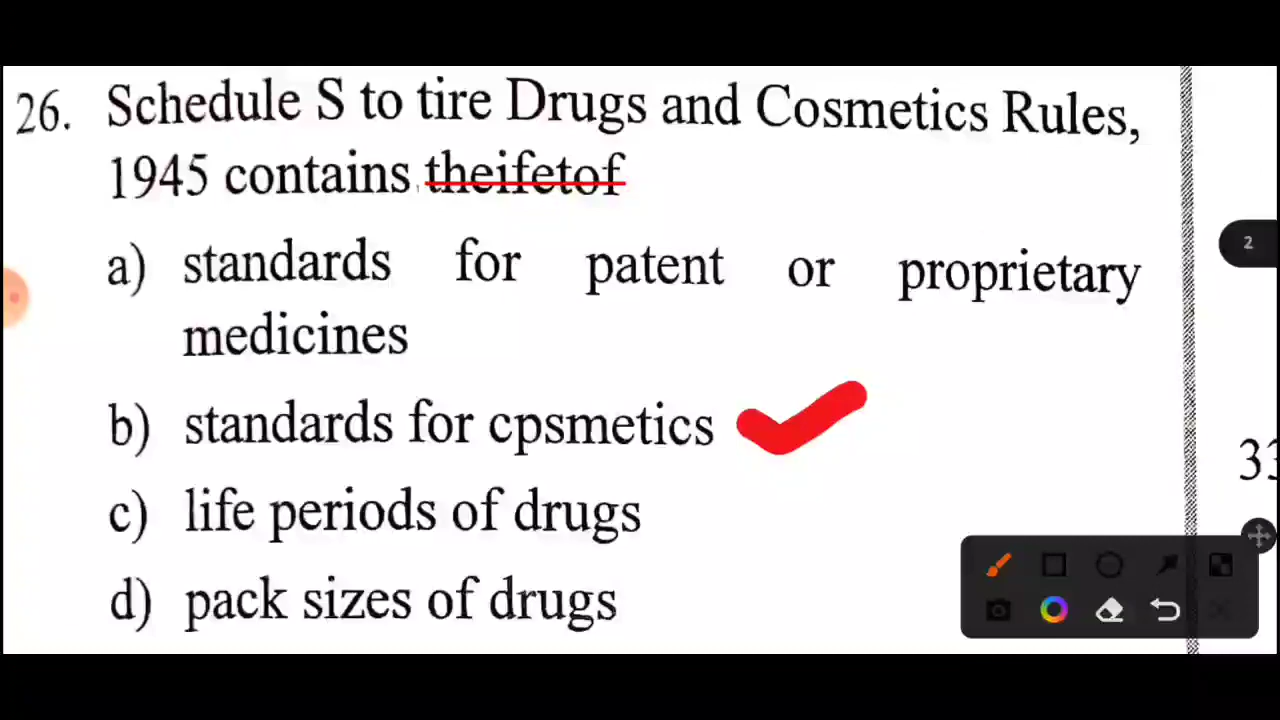 26. Schedule S to tire Drugs and Cosmetics Rules,
1945 contains theifetof
a) standards for patent or proprietary
medicines
b) standards for cpsmetics
c) life periods of drugs
d) pack sizes of drugs
2
33